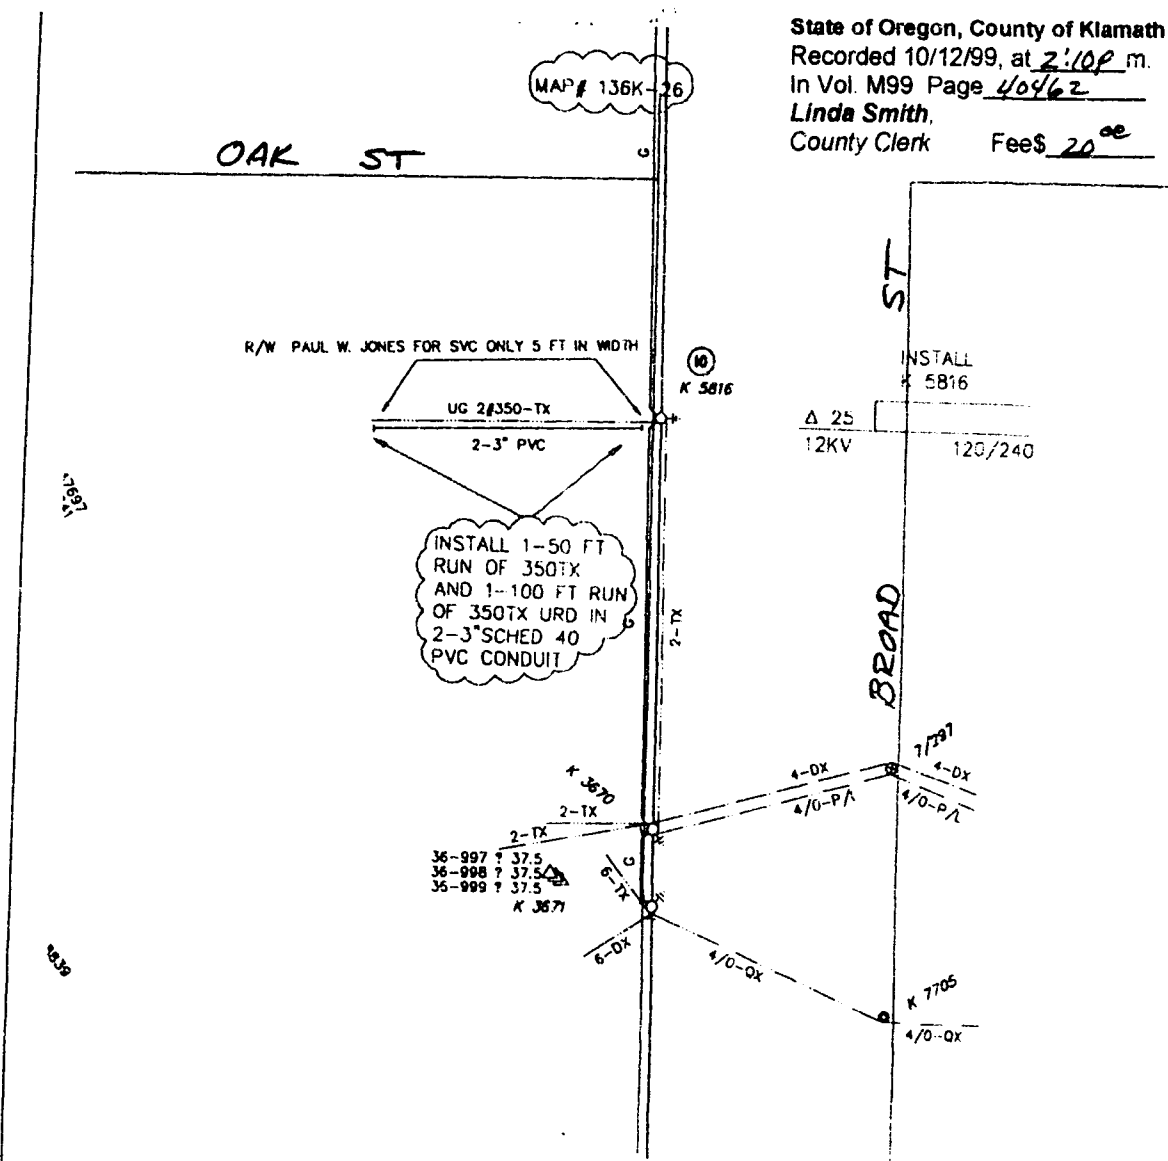 State of Oregon, County of Klamath
Recorded 10/12/99, at 2:10P m.
In Vol. M99 Page 40462
Linda Smith,
County Clerk Fee$ 20
MAP# 136K-26
OAK ST
G
BROAD ST
R/W PAUL W. JONES FOR SVC ONLY 5 FT IN WIDTH
10
K 5816
UG 2#350-TX
2-3" PVC
INSTALL
K 5816
Δ 25
12KV
120/240
47697
INSTALL 1-50 FT
RUN OF 350TX
AND 1-100 FT RUN
OF 350TX URD IN
2-3"SCHED 40
PVC CONDUIT
G
2-TX
K 3670
2-TX
2-TX
4-DX
4/0-P/L
4-DX
4/0-P/L
36-997 ? 37.5
36-998 ? 37.5
36-999 ? 37.5
K 3671
G
6-TX
6-DX
4/0-QX
K 7705
4/0-QX